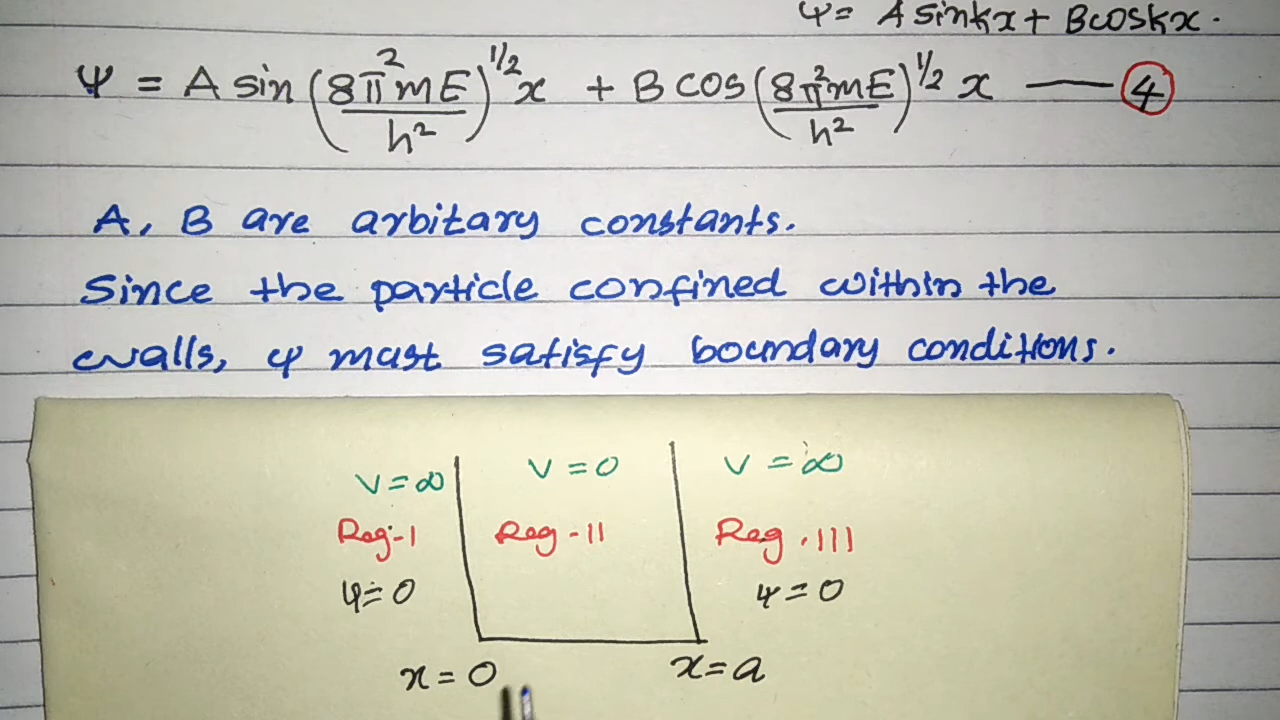 ψ= A sinkx + Bcoskx.
ψ = A sin (8π²mE/h²)^1/2 x + B cos (8π²mE/h²)^1/2 x —— 4
A, B are arbitary constants.
Since the particle confined within the
walls, ψ must satisfy boundary conditions.
V=∞ V=0 V=∞
Reg-I Reg-II Reg.III
ψ=0 ψ=0
x=0 x=a